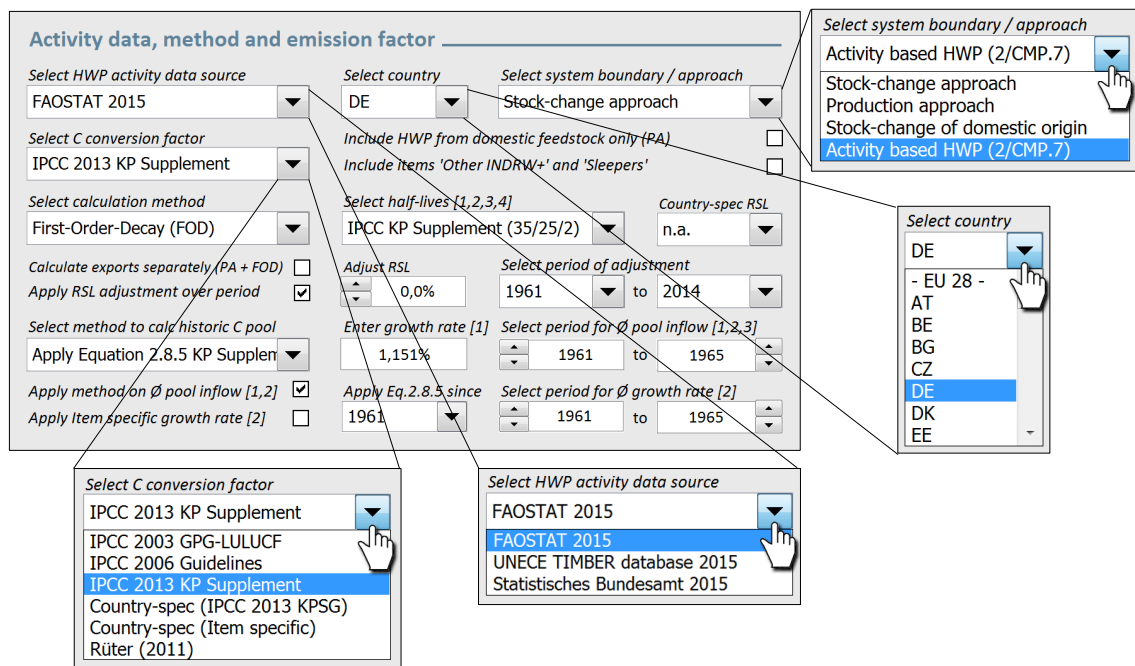 Activity data, method and emission factor
Select HWP activity data source
Select country
Select system boundary / approach
FAOSTAT 2015
DE
Stock-change approach
Select C conversion factor
Include HWP from domestic feedstock only (PA)
IPCC 2013 KP Supplement
Include items 'Other INDRW+' and 'Sleepers'
Select calculation method
Select half-lives [1,2,3,4]
Country-spec RSL
First-Order-Decay (FOD)
IPCC KP Supplement (35/25/2)
n.a.
Calculate exports separately (PA + FOD)
Adjust RSL
Select period of adjustment
Apply RSL adjustment over period
0,0%
1961
to
2014
Select method to calc historic C pool
Enter growth rate [1]
Select period for Ø pool inflow [1,2,3]
Apply Equation 2.8.5 KP Supplem
1,151%
1961
to
1965
Apply method on Ø pool inflow [1,2]
Apply Eq.2.8.5 since
Select period for Ø growth rate [2]
Apply Item specific growth rate [2]
1961
1961
to
1965
Select system boundary / approach
Activity based HWP (2/CMP.7)
Stock-change approach
Production approach
Stock-change of domestic origin
Activity based HWP (2/CMP.7)
Select country
DE
- EU 28 -
AT
BE
BG
CZ
DE
DK
EE
Select C conversion factor
IPCC 2013 KP Supplement
IPCC 2003 GPG-LULUCF
IPCC 2006 Guidelines
IPCC 2013 KP Supplement
Country-spec (IPCC 2013 KPSG)
Country-spec (Item specific)
Rüter (2011)
Select HWP activity data source
FAOSTAT 2015
FAOSTAT 2015
UNECE TIMBER database 2015
Statistisches Bundesamt 2015